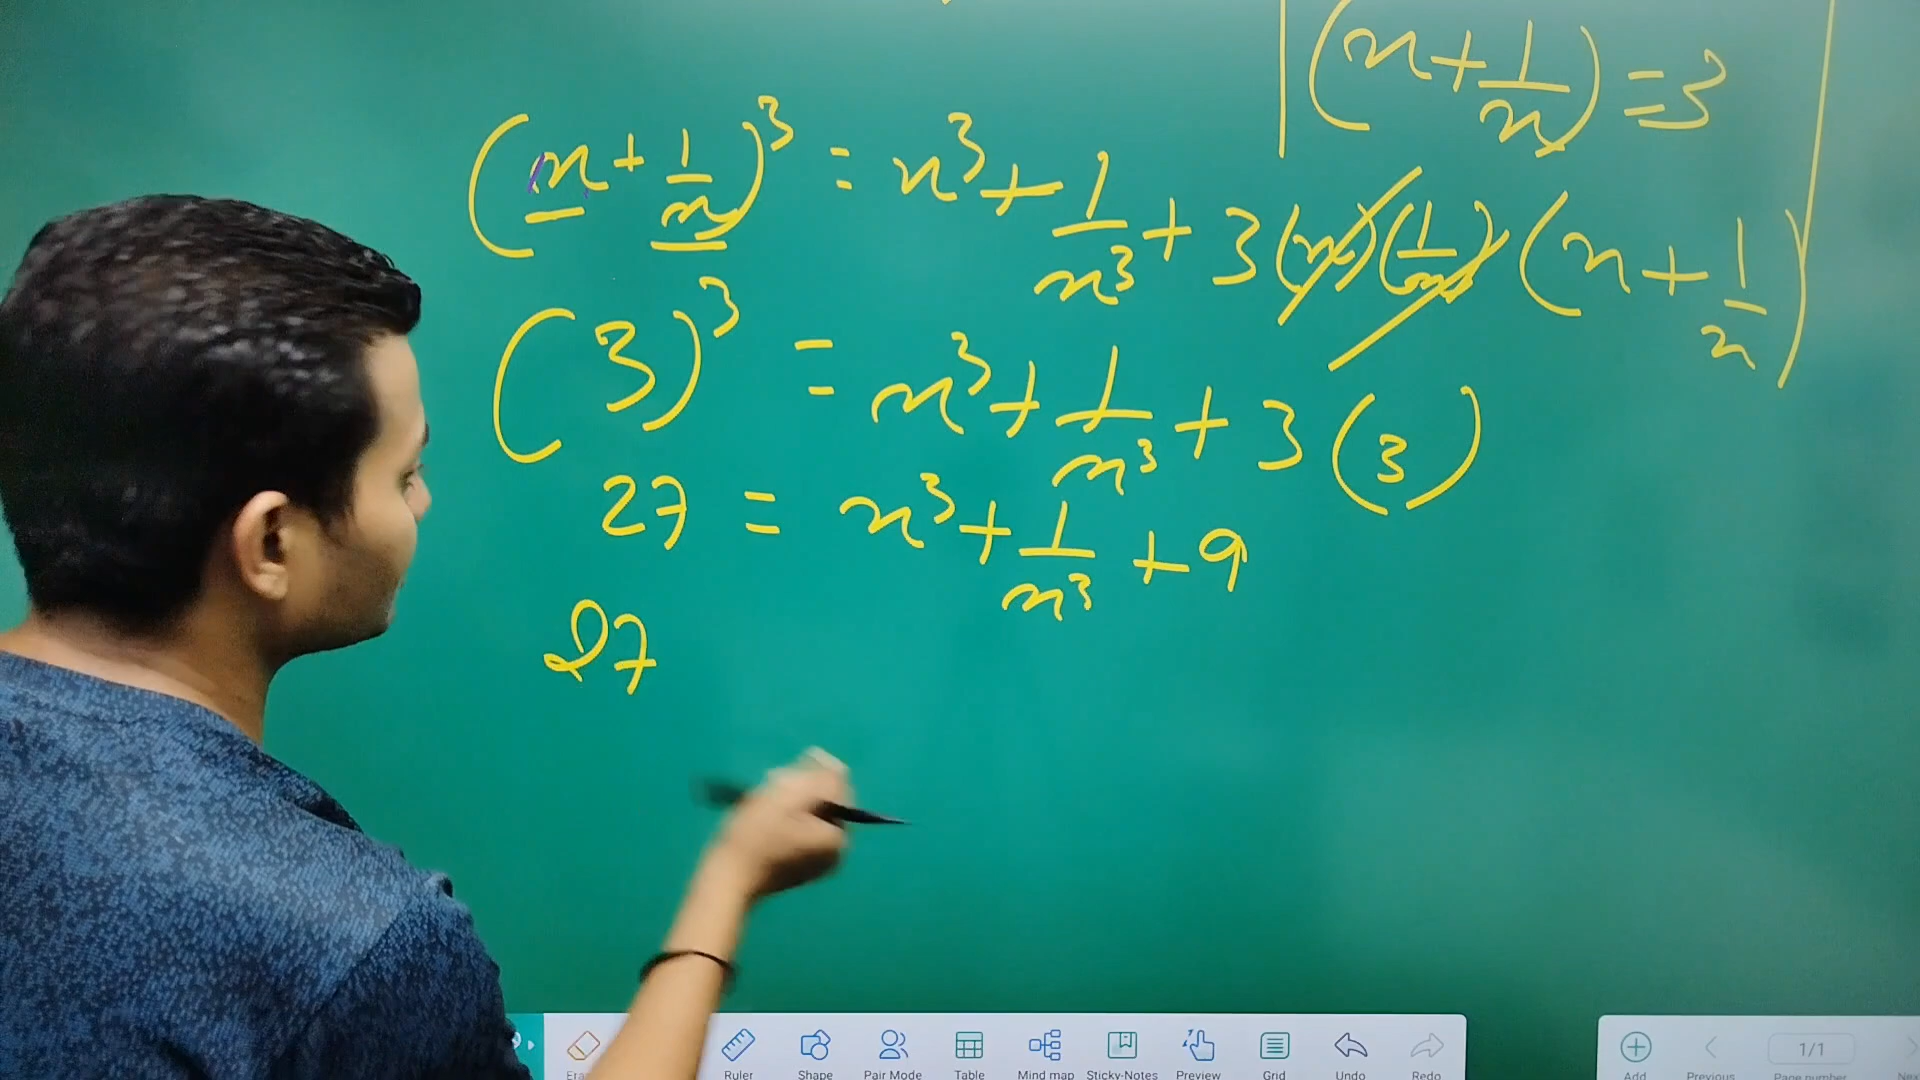 (x + 1/x) = 3
(x + 1/x)³ = x³ + 1/x³ + 3(x)(1/x)(x + 1/x)
(3)³ = x³ + 1/x³ + 3(3)
27 = x³ + 1/x³ + 9
27
Ruler Shape Pair Mode Table Mind map Sticky-Notes Preview Grid Undo Redo
1/1
Add Previous Page number